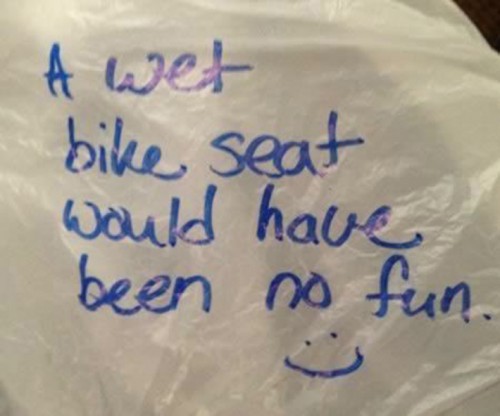 A wet
bike seat
would have
been no fun.